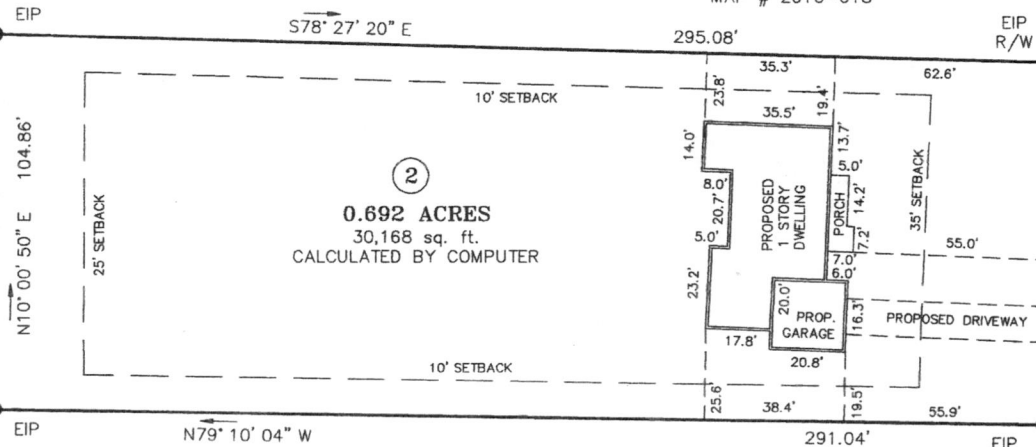 MAP # 2016-018
EIP
S78° 27' 20" E
295.08'
EIP
R/W
35.3'
62.6'
10' SETBACK
23.8'
19.4'
35.5'
14.0'
13.7'
5.0'
N10° 00' 50" E 104.86'
25' SETBACK
2
0.692 ACRES
30,168 sq. ft.
CALCULATED BY COMPUTER
8.0'
20.7'
5.0'
PROPOSED
1 STORY
DWELLING
PORCH
14.2'
7.2'
35' SETBACK
55.0'
7.0'
6.0'
23.2'
20.0'
PROP.
GARAGE
16.3'
PROPOSED DRIVEWAY
17.8'
20.8'
10' SETBACK
25.6'
38.4'
19.5'
55.9'
EIP
N79° 10' 04" W
291.04'
EIP